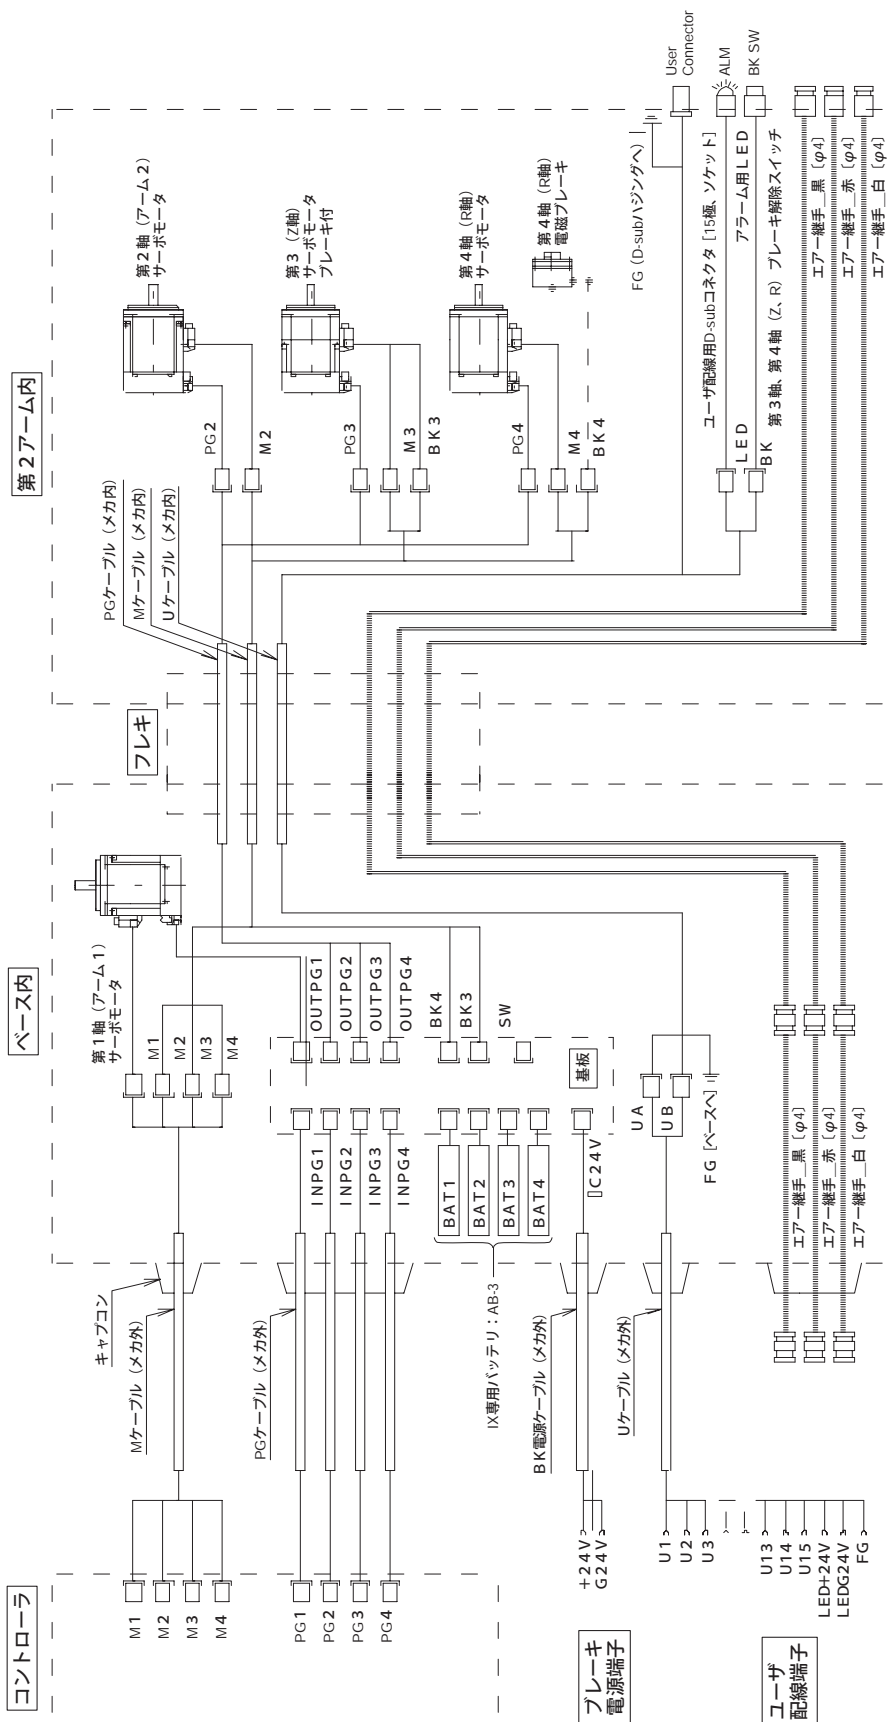 コントローラ
M1
M2
M3
M4
PG1
PG2
PG3
PG4
ブレーキ
電源端子
+24V
G24V
ユーザ
配線端子
U1
U2
U3
U13
U14
U15
LED+24V
LEDG24V
FG
キャプコン
Mケーブル（メカ外）
PGケーブル（メカ外）
IX専用バッテリ：AB-3
BK電源ケーブル（メカ外）
Uケーブル（メカ外）
ベース内
第1軸（アーム1）
サーボモータ
M1
M2
M3
M4
INPG1
INPG2
INPG3
INPG4
OUTPG1
OUTPG2
OUTPG3
OUTPG4
BK4
BK3
SW
BAT1
BAT2
BAT3
BAT4
基板
C24V
UA
UB
FG［ベースへ］
エアー継手＿黒〔φ4〕
エアー継手＿赤〔φ4〕
エアー継手＿白〔φ4〕
フレキ
第2アーム内
PGケーブル（メカ内）
Mケーブル（メカ内）
Uケーブル（メカ内）
第2軸（アーム2）
サーボモータ
PG2
M2
第3（Z軸）
サーボモータ
ブレーキ付
PG3
M3
BK3
第4軸（R軸）
サーボモータ
PG4
M4
BK4
第4軸（R軸）
電磁ブレーキ
FG（D-subハジングへ）
ユーザ配線用D-subコネクタ［15極、ソケット］
LED
アラーム用LED
BK
第3軸、第4軸（Z、R）ブレーキ解除スイッチ
エアー継手＿黒〔φ4〕
エアー継手＿赤〔φ4〕
エアー継手＿白〔φ4〕
User
Connector
ALM
BK SW